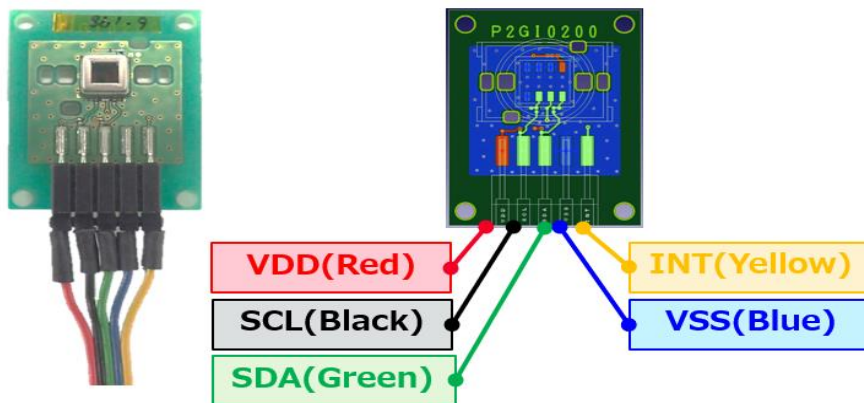 P2GI0200
VDD(Red)
SCL(Black)
SDA(Green)
INT(Yellow)
VSS(Blue)